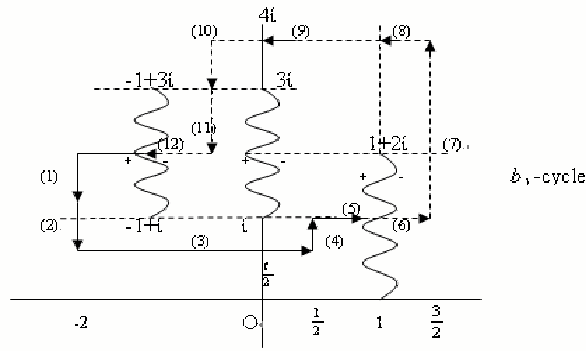 4i
(10) (9) (8)
-1+3i 3i
(11)
(12) 1+2i (7)
+ - + -
(1) + - b₁-cycle
(2) -1+i i (5) (6)
(3) (4)
i/2
-2 O 1/2 1 3/2